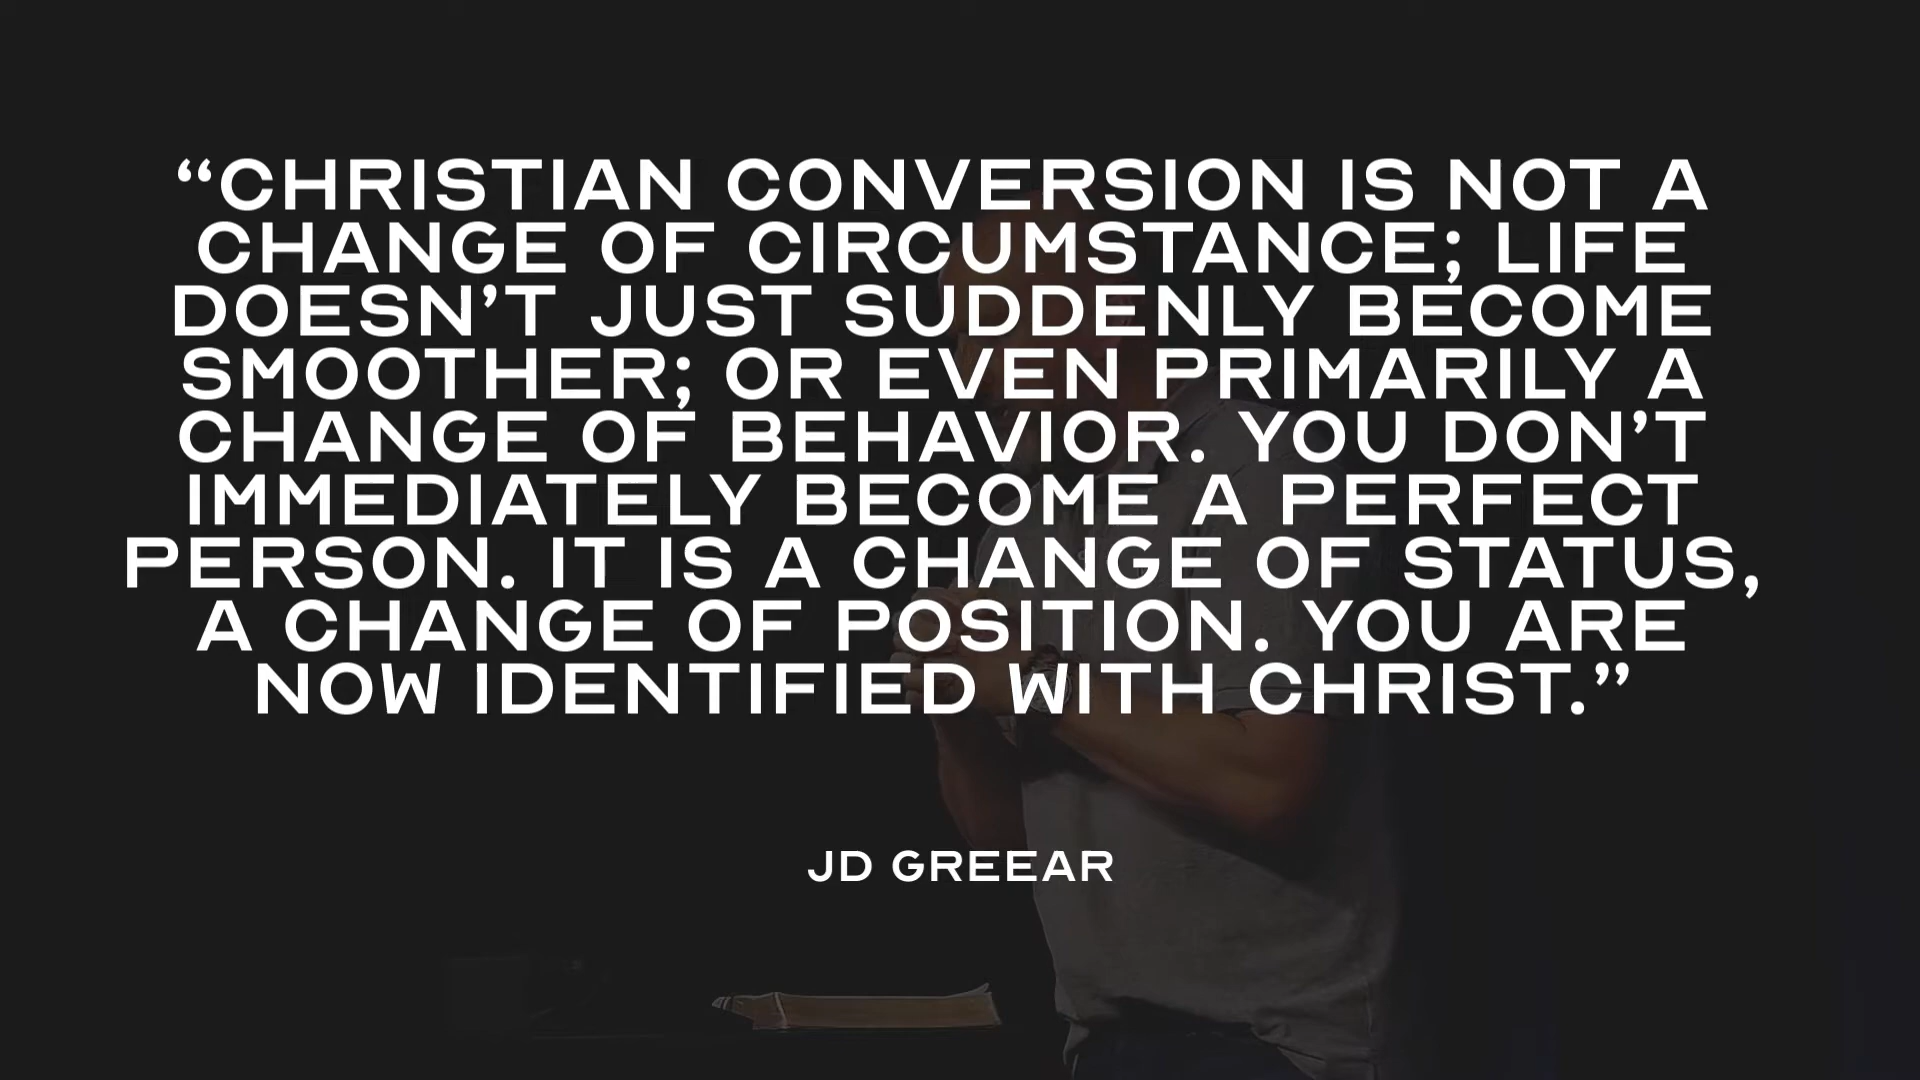 “CHRISTIAN CONVERSION IS NOT A
CHANGE OF CIRCUMSTANCE; LIFE
DOESN’T JUST SUDDENLY BECOME
SMOOTHER; OR EVEN PRIMARILY A
CHANGE OF BEHAVIOR. YOU DON’T
IMMEDIATELY BECOME A PERFECT
PERSON. IT IS A CHANGE OF STATUS,
A CHANGE OF POSITION. YOU ARE
NOW IDENTIFIED WITH CHRIST.”
JD GREEAR